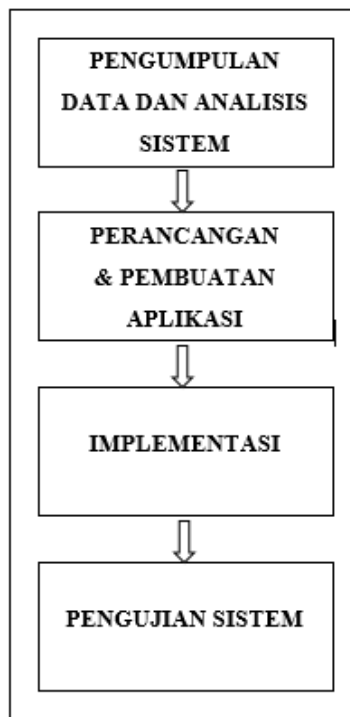 PENGUMPULAN
DATA DAN ANALISIS
SISTEM
PERANCANGAN
& PEMBUATAN
APLIKASI
IMPLEMENTASI
PENGUJIAN SISTEM